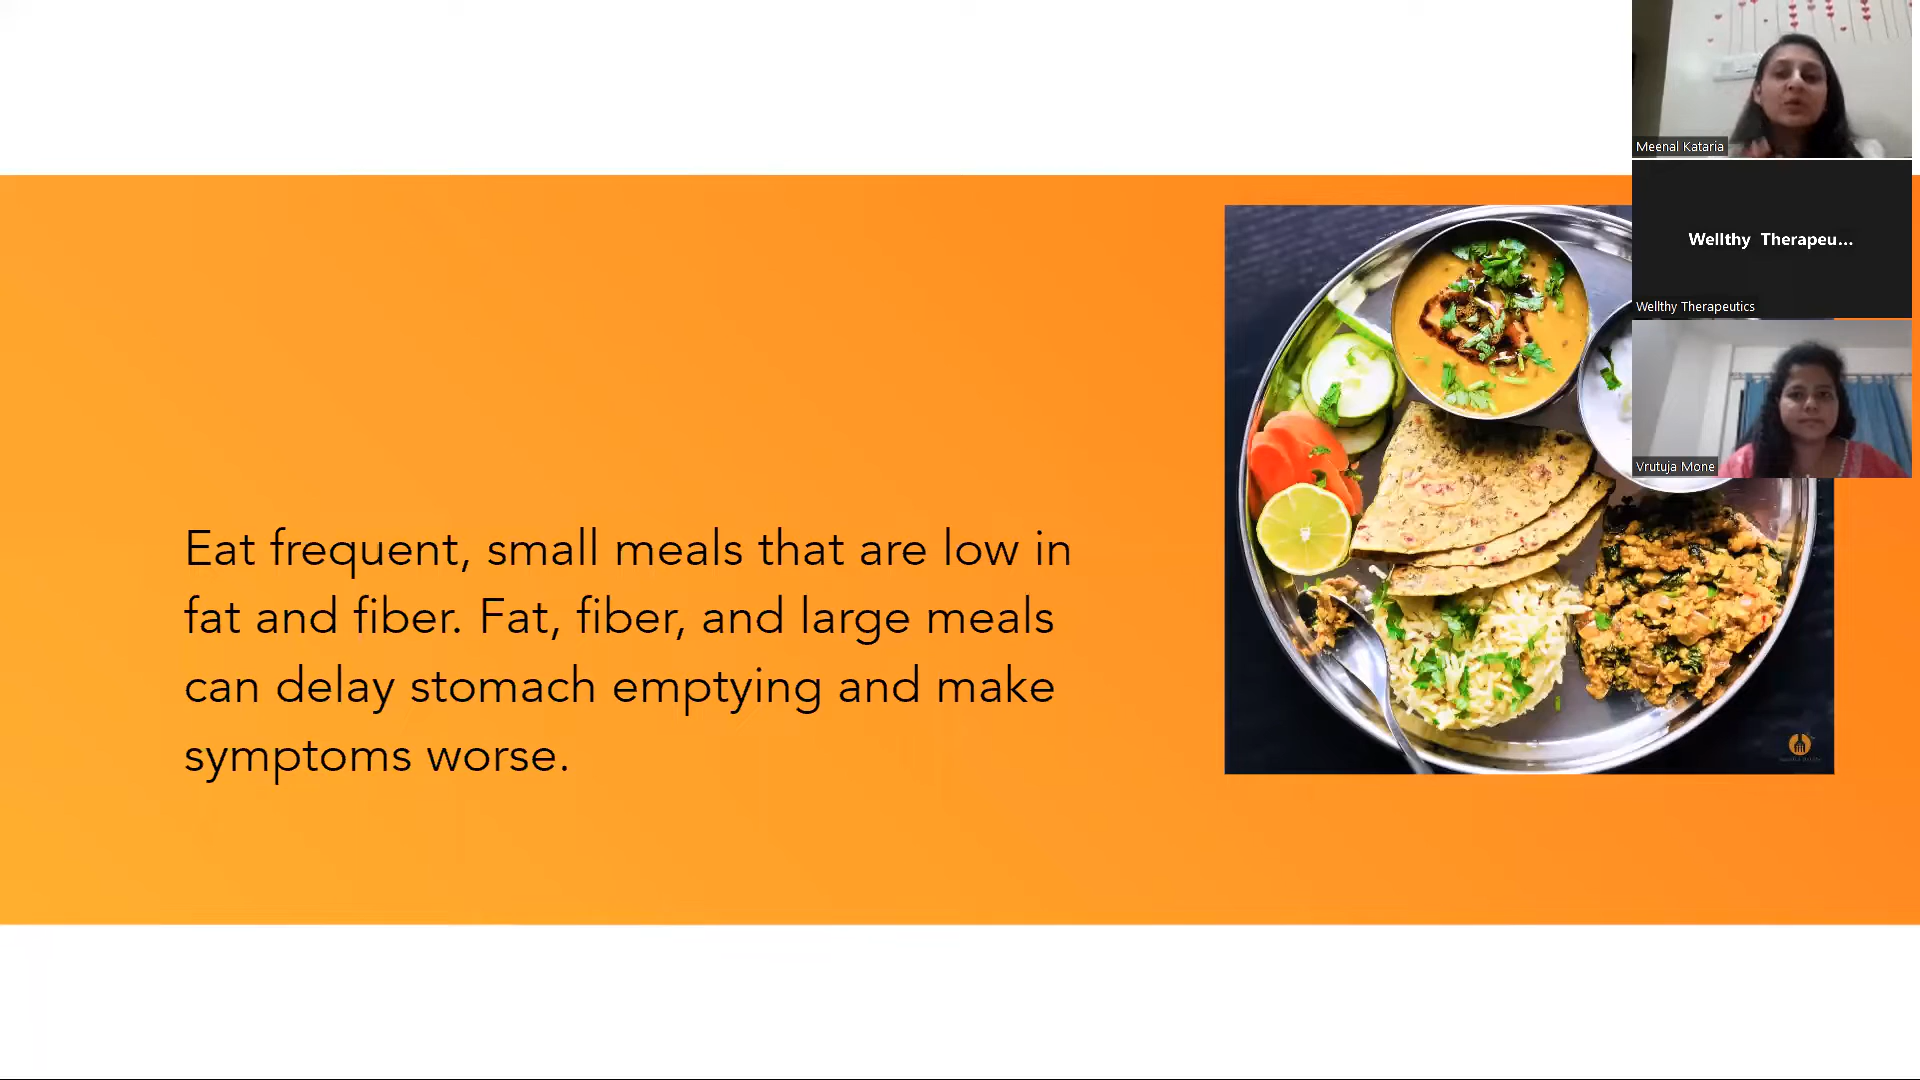 Eat frequent, small meals that are low in
fat and fiber. Fat, fiber, and large meals
can delay stomach emptying and make
symptoms worse.
Meenal Kataria
Wellthy Therapeu...
Wellthy Therapeutics
Vrutuja Mone